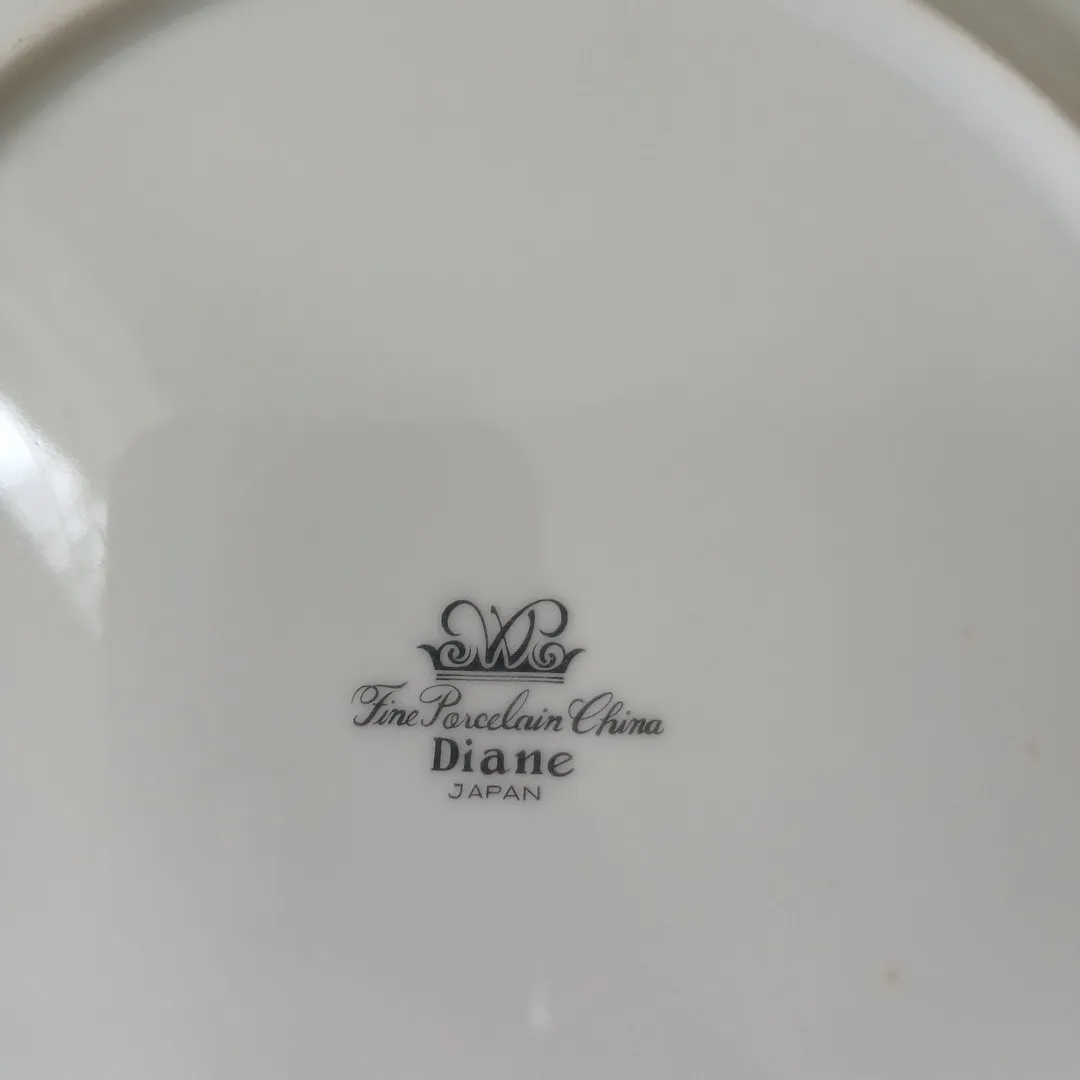 W
Fine Porcelain China
Diane
JAPAN